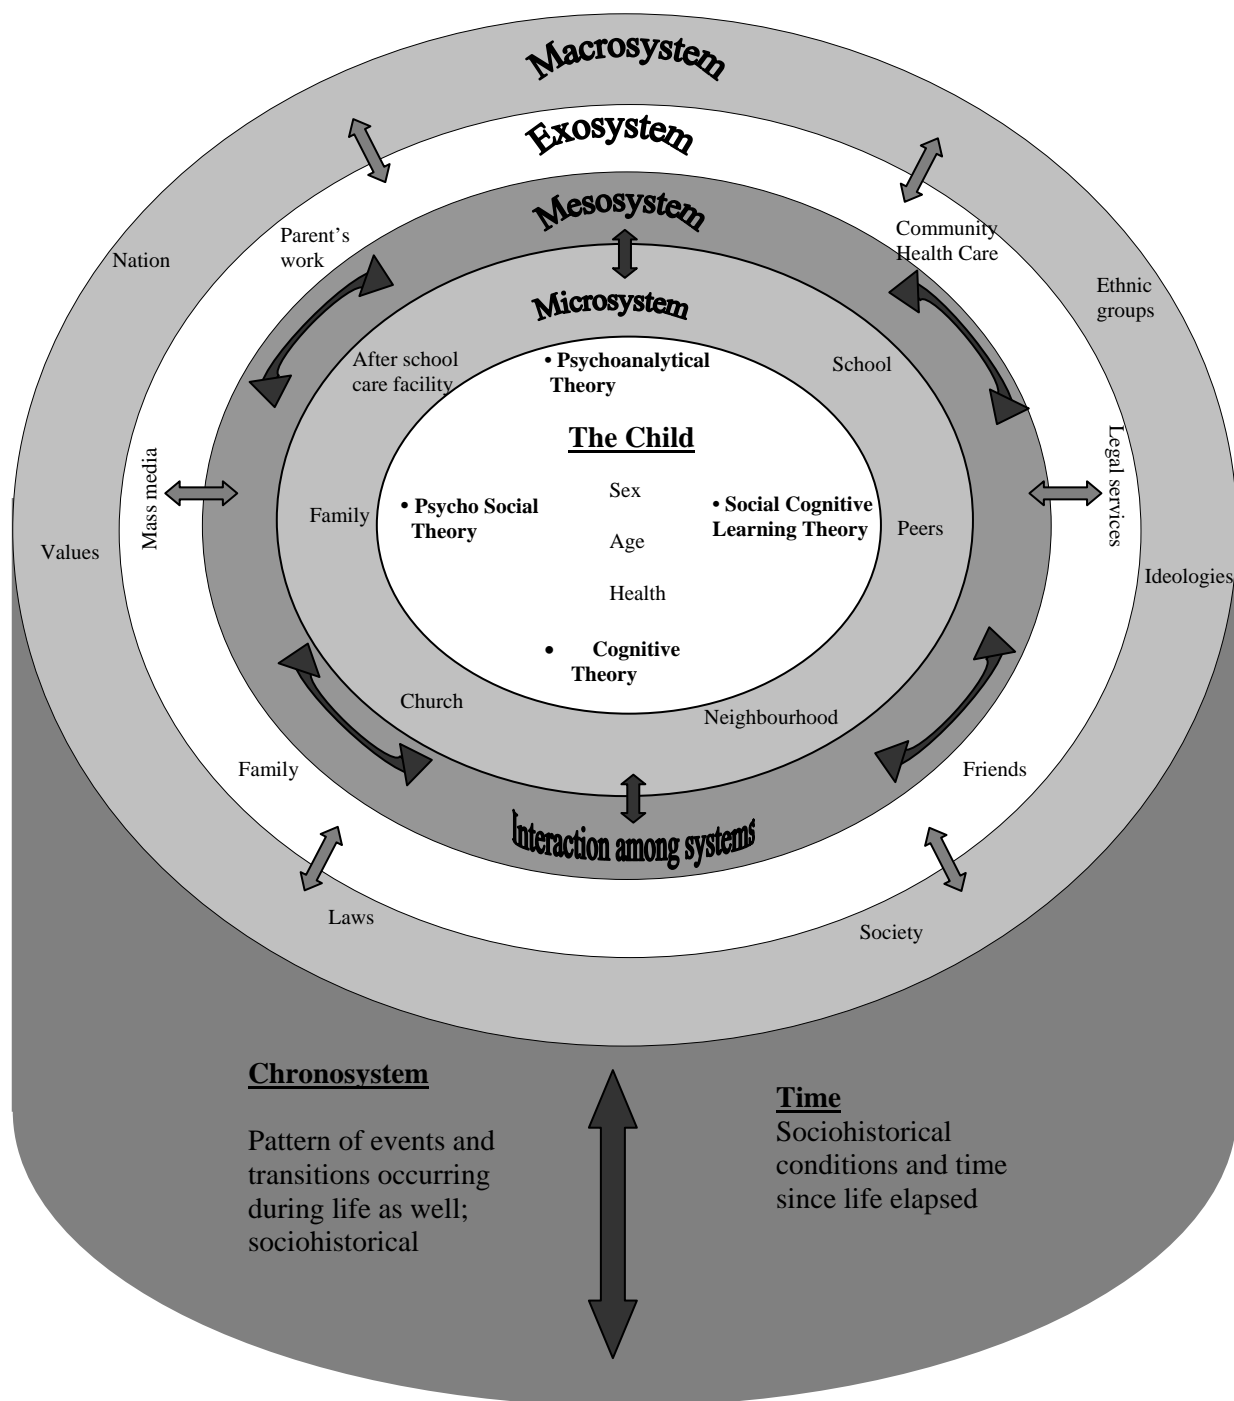 Macrosystem
Exosystem
Mesosystem
Parent's
work
Community
Health Care
Nation
Ethnic
groups
Microsystem
After school
care facility
• Psychoanalytical
Theory
School
The Child
Mass media
Legal services
Sex
Family
• Psycho Social
Theory
• Social Cognitive
Learning Theory
Peers
Values
Age
Ideologies
Health
• Cognitive
Theory
Church
Neighbourhood
Family
Friends
Interaction among systems
Laws
Society
Chronosystem
Pattern of events and
transitions occurring
during life as well;
sociohistorical
Time
Sociohistorical
conditions and time
since life elapsed